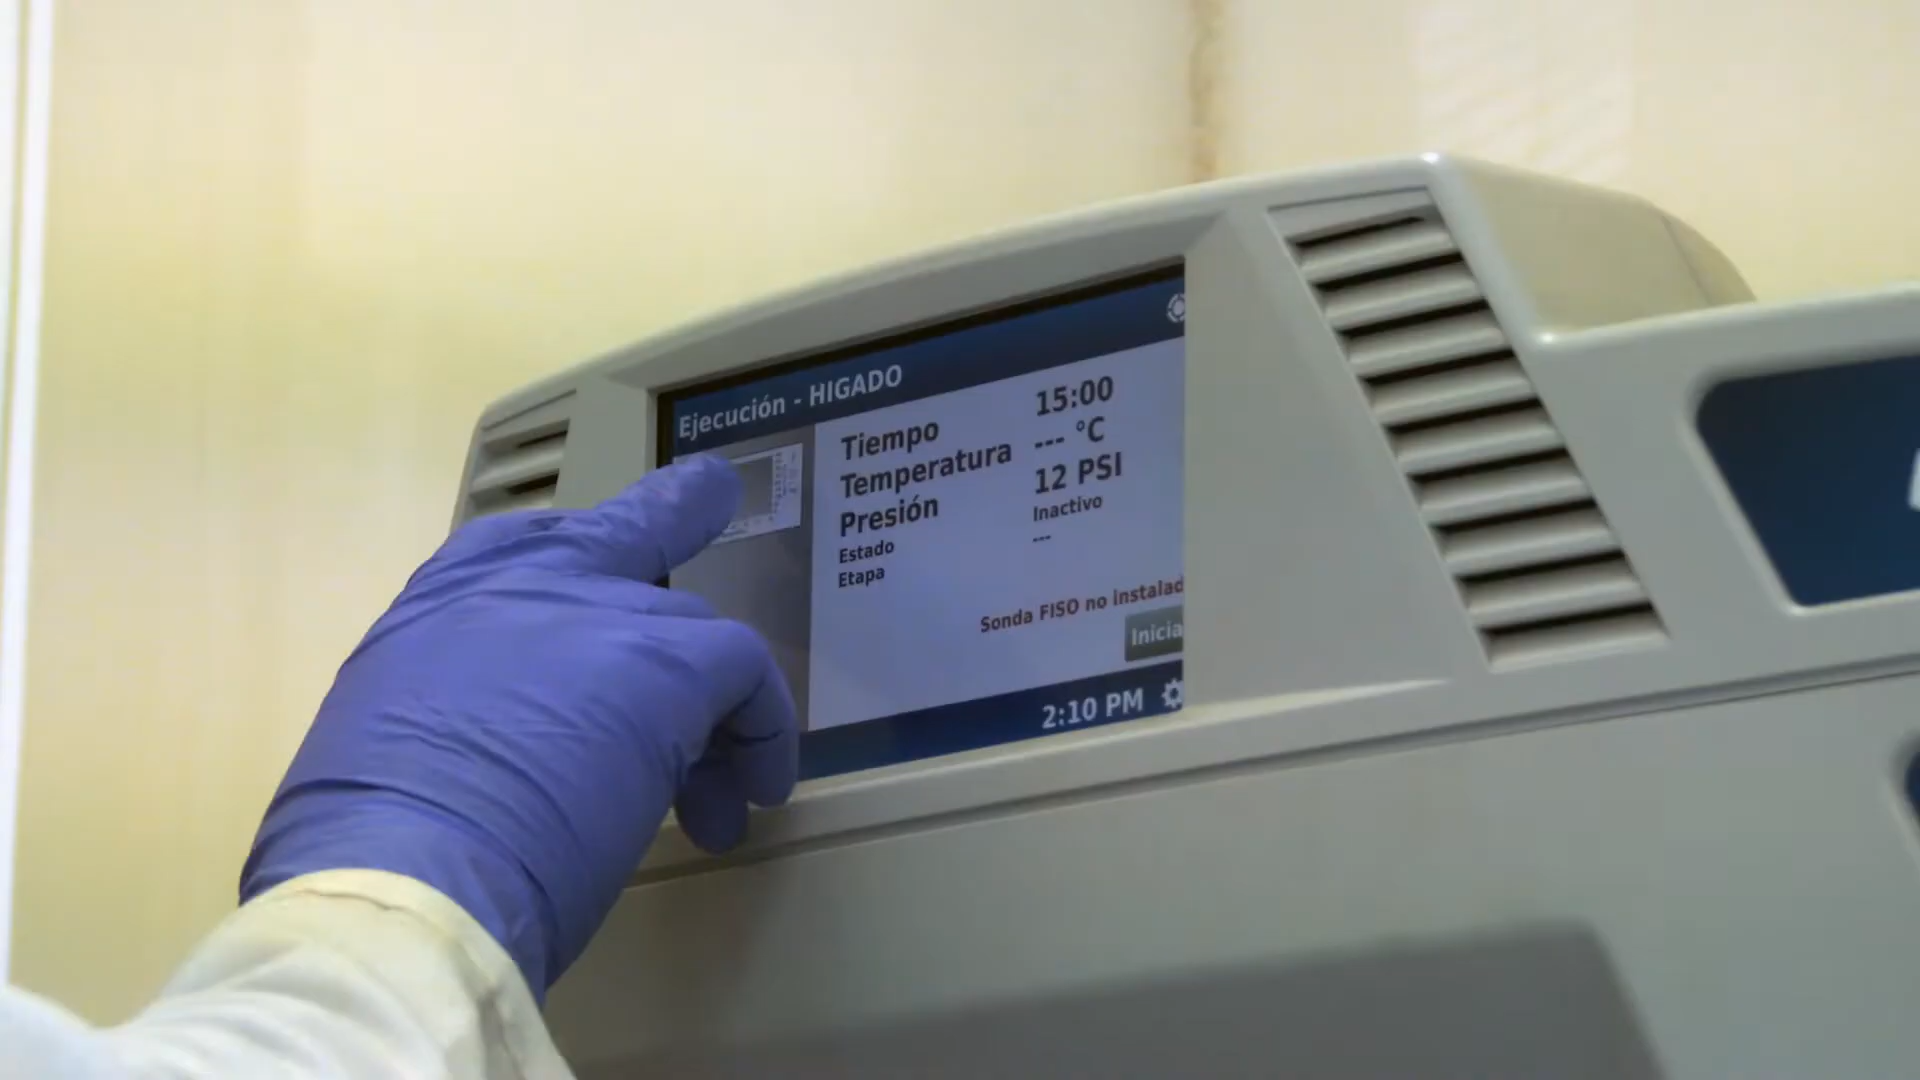 Ejecución - HIGADO
Tiempo 15:00
Temperatura --- °C
Presión 12 PSI
Estado Inactivo
Etapa ---
Sonda FISO no instalad
Inicia
2:10 PM